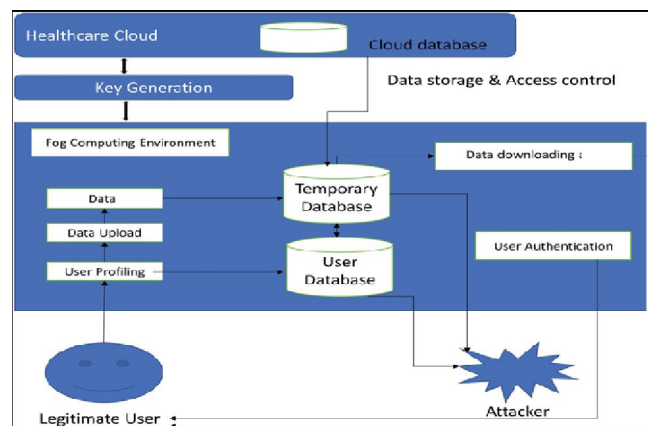 Healthcare Cloud
Cloud database
Key Generation
Data storage & Access control
Fog Computing Environment
Data downloading :
Temporary
Database
Data
Data Upload
User Profiling
User
Database
User Authentication
Legitimate User
Attacker